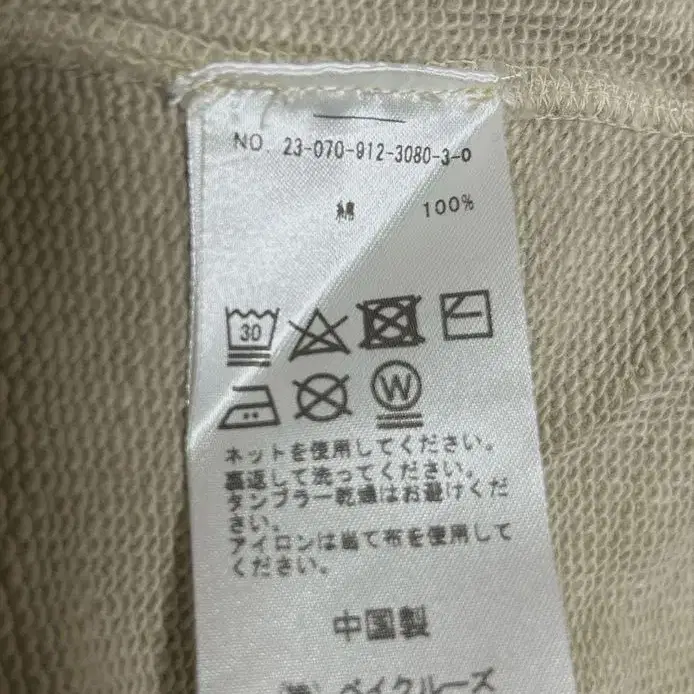 NO. 23-070-912-3080-3-0
綿 100%
30
W
ネットを使用してください。
裏返して洗ってください。
タンブラー乾燥はお避けくだ
さい。
アイロンは当て布を使用して
ください。
中国製
(株) ベイクルーズ